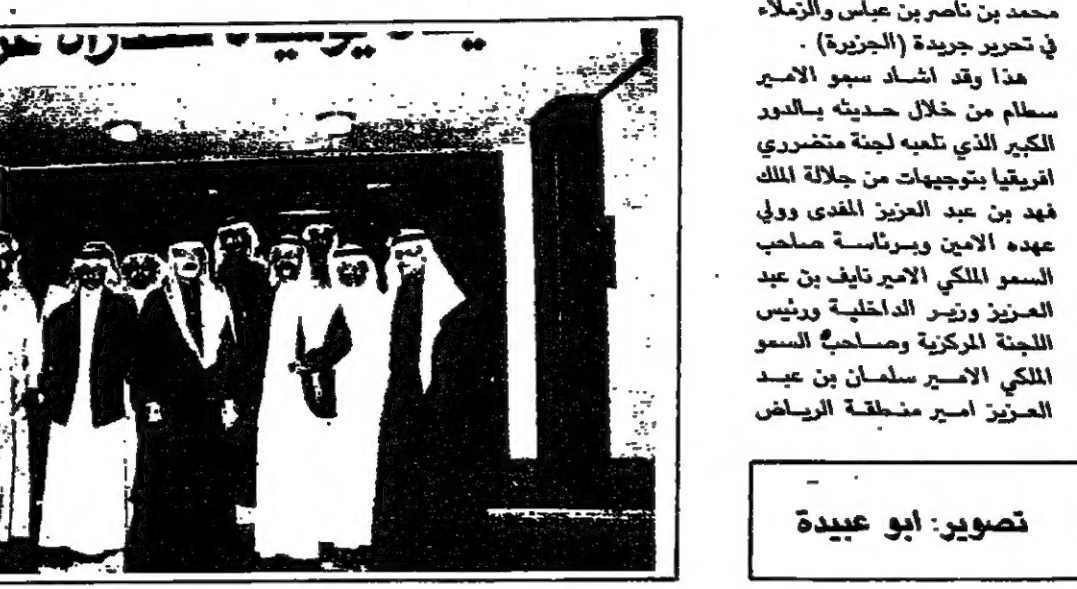 محمد بن ناصر بن عباس والزملاء
في تحرير جريدة (الجزيرة) .
هذا وقد اشاد سمو الامير
سطام من خلال حديثه بالدور
الكبير الذي تلعبه لجنة متضرري
افريقيا بتوجيهات من جلالة الملك
فهد بن عبد العزيز المفدى وولي
عهده الامين وبرئاسة صاحب
السمو الملكي الامير نايف بن عبد
العزيز وزير الداخلية ورئيس
اللجنة المركزية وصاحب السمو
الملكي الامير سلمان بن عبد
العزيز امير منطقة الرياض
تصوير: ابو عبيدة